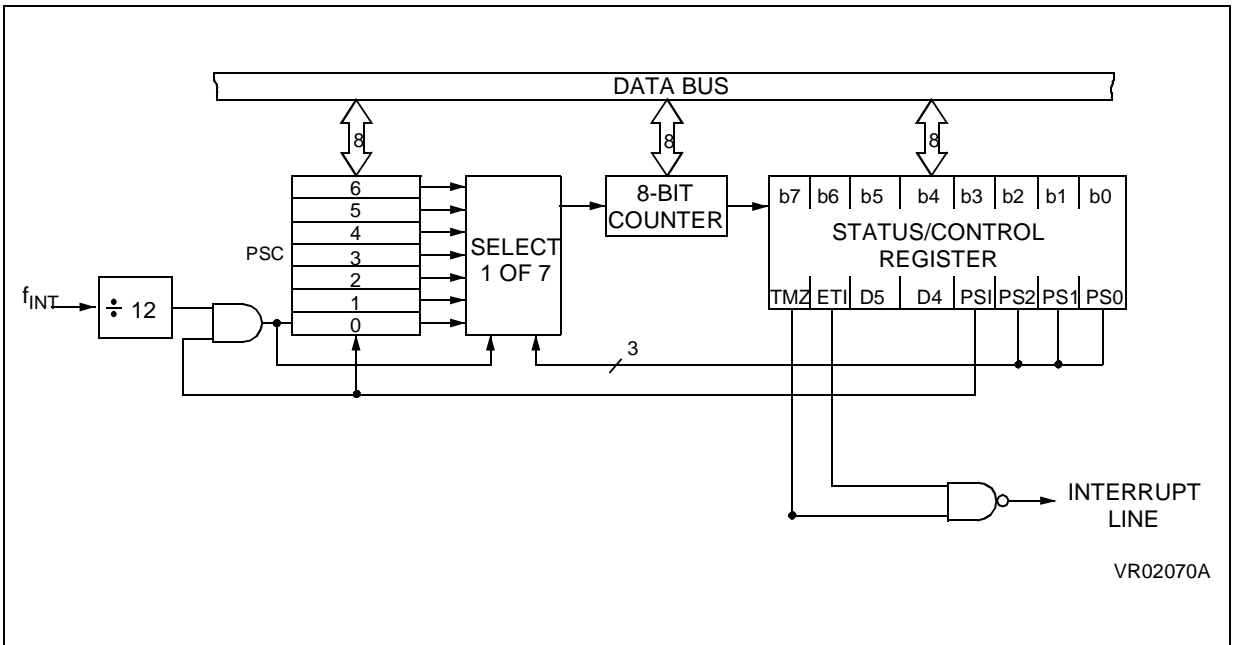 DATA BUS
8
8
8
6
5
4
3
2
1
0
PSC
SELECT
1 OF 7
8-BIT
COUNTER
b7 b6 b5 b4 b3 b2 b1 b0
STATUS/CONTROL
REGISTER
TMZ ETI D5 D4 PSI PS2 PS1 PS0
fINT
÷ 12
3
INTERRUPT
LINE
VR02070A